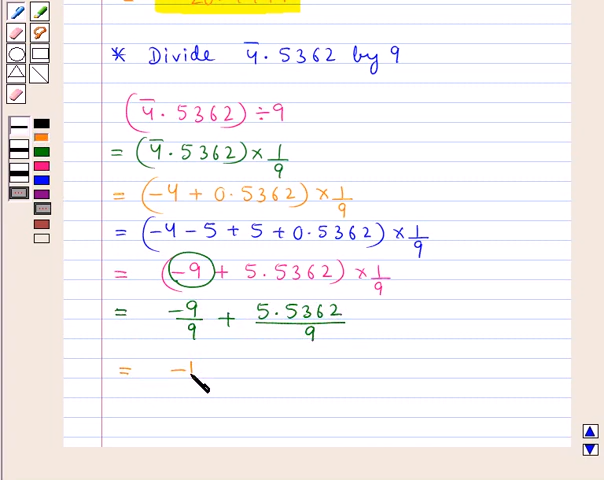 * Divide 4̅.5362 by 9
(4̅.5362) ÷ 9
= (4̅.5362) × 1/9
= (-4 + 0.5362) × 1/9
= (-4 - 5 + 5 + 0.5362) × 1/9
= (-9 + 5.5362) × 1/9
= -9/9 + 5.5362/9
= -1